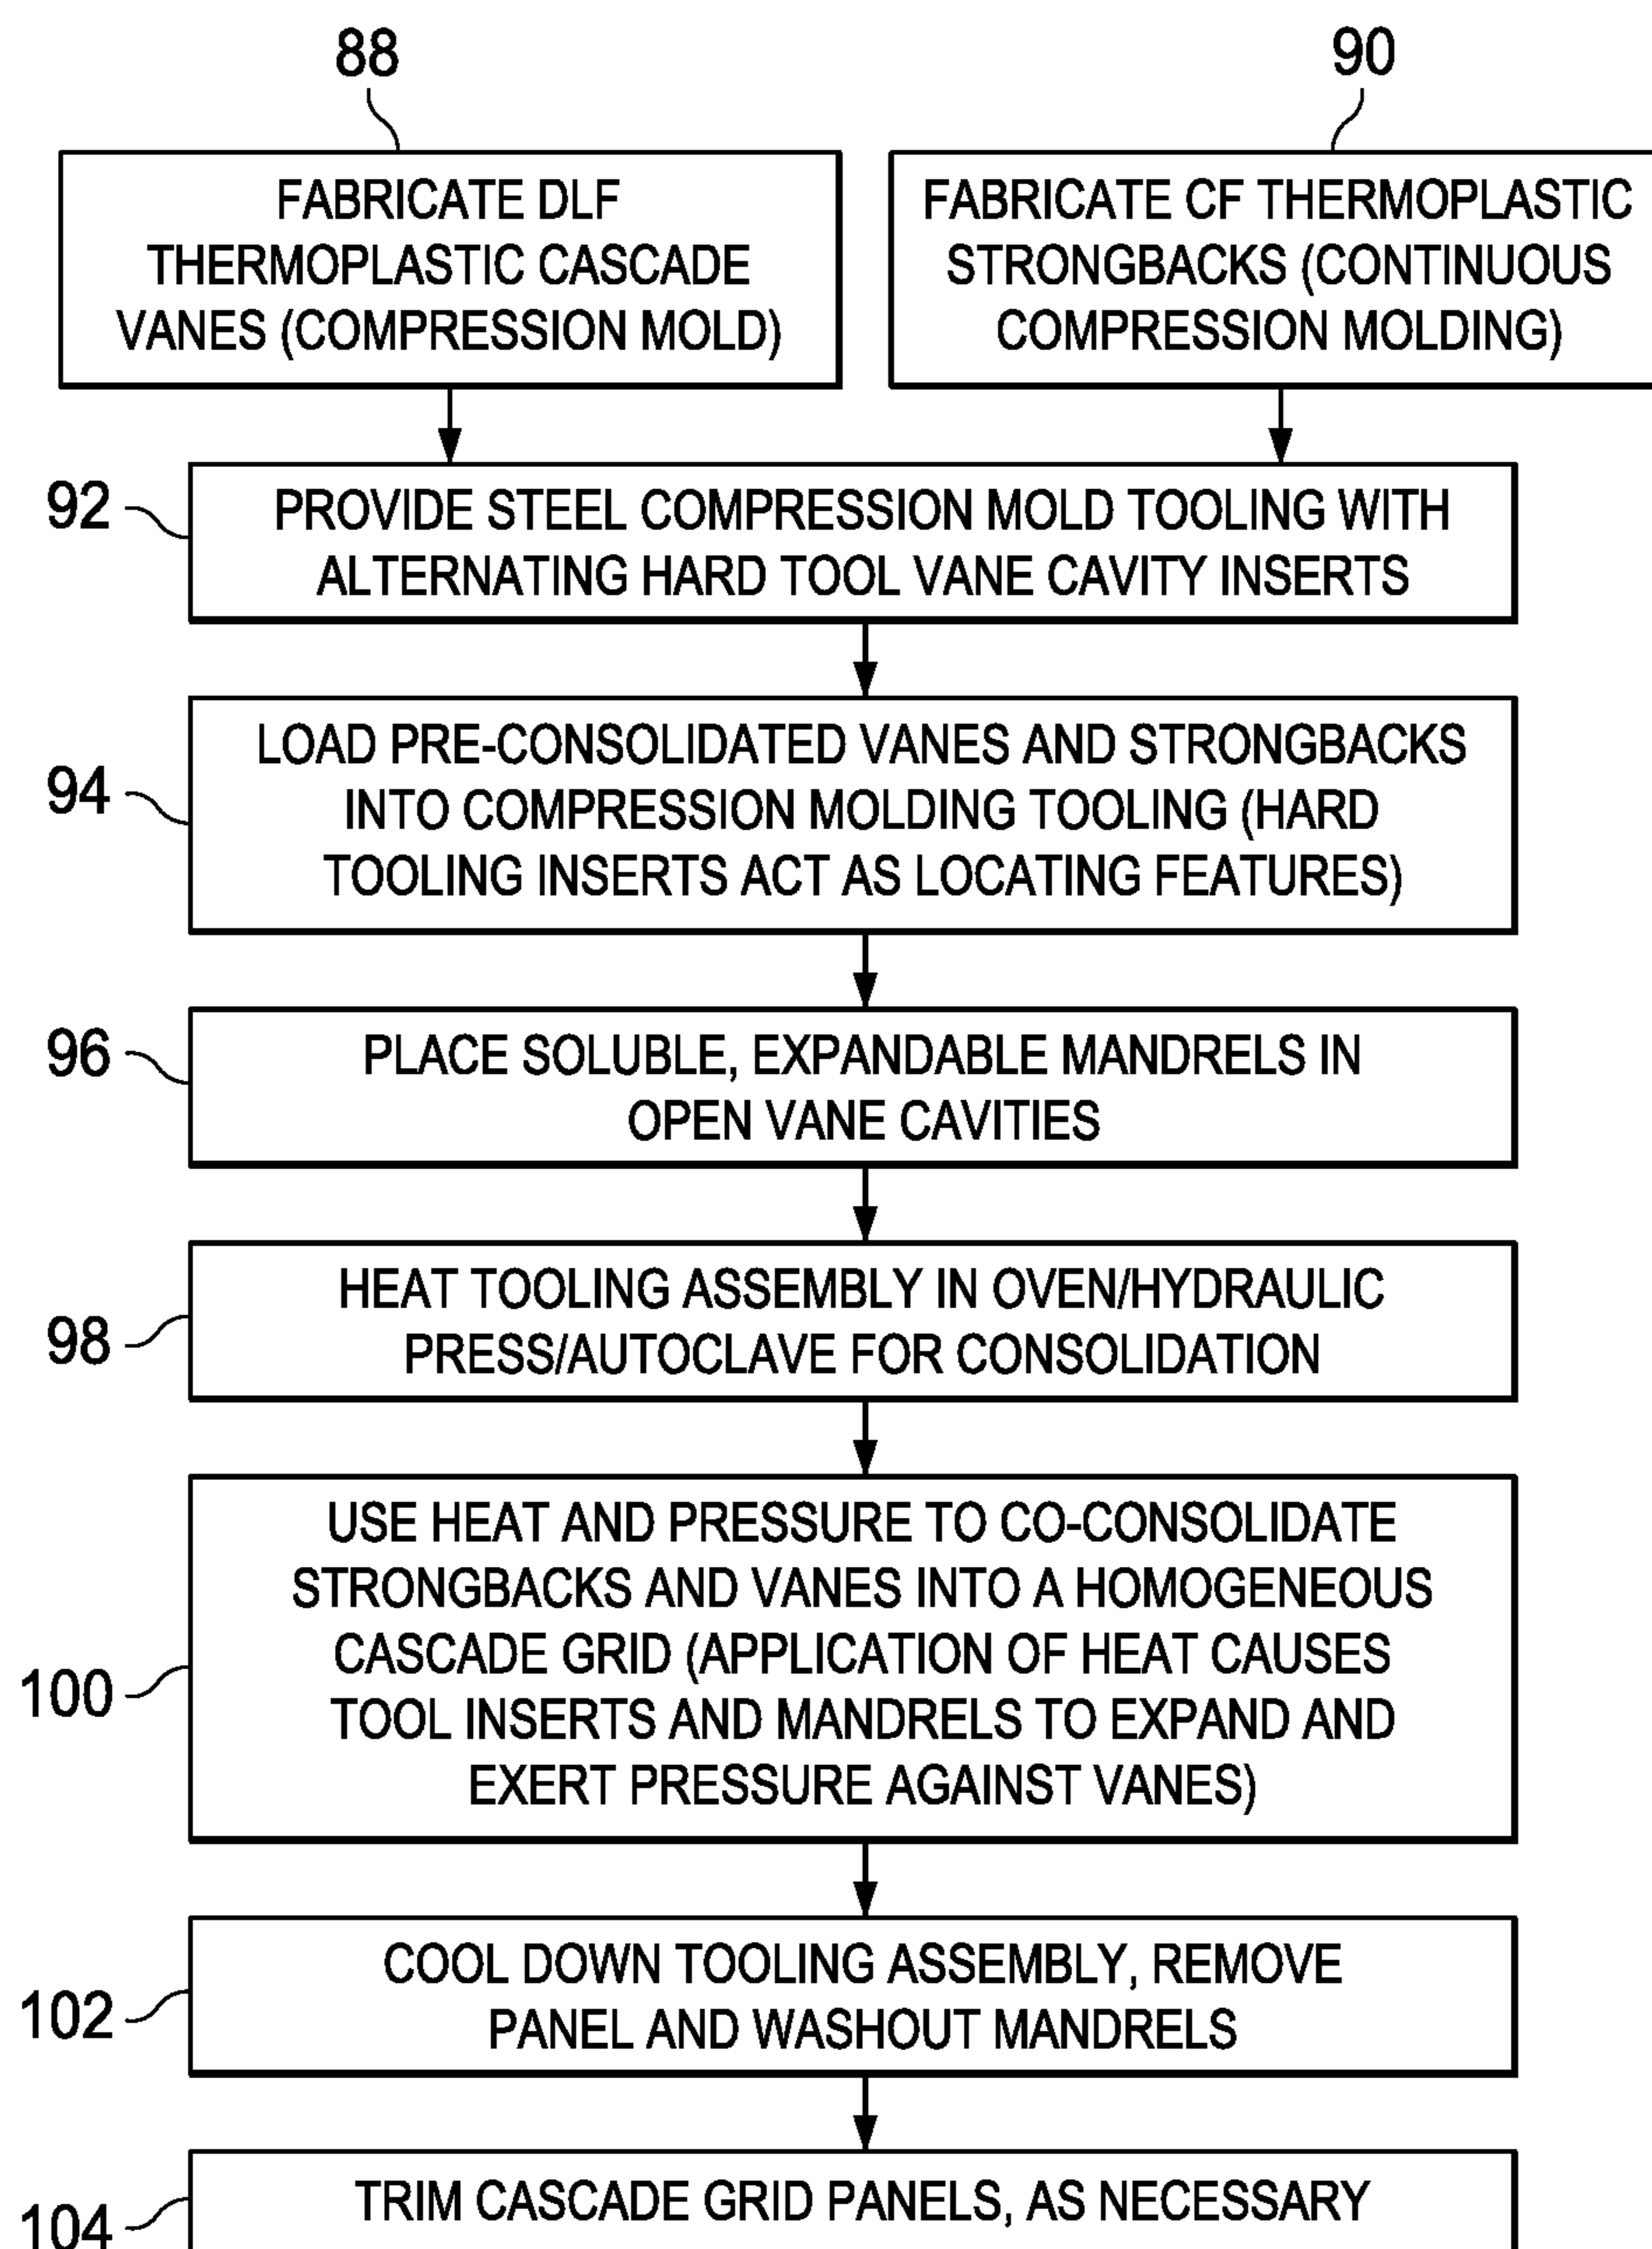 88
90
FABRICATE DLF
THERMOPLASTIC CASCADE
VANES (COMPRESSION MOLD)
FABRICATE CF THERMOPLASTIC
STRONGBACKS (CONTINUOUS
COMPRESSION MOLDING)
92
PROVIDE STEEL COMPRESSION MOLD TOOLING WITH
ALTERNATING HARD TOOL VANE CAVITY INSERTS
94
LOAD PRE-CONSOLIDATED VANES AND STRONGBACKS
INTO COMPRESSION MOLDING TOOLING (HARD
TOOLING INSERTS ACT AS LOCATING FEATURES)
96
PLACE SOLUBLE, EXPANDABLE MANDRELS IN
OPEN VANE CAVITIES
98
HEAT TOOLING ASSEMBLY IN OVEN/HYDRAULIC
PRESS/AUTOCLAVE FOR CONSOLIDATION
100
USE HEAT AND PRESSURE TO CO-CONSOLIDATE
STRONGBACKS AND VANES INTO A HOMOGENEOUS
CASCADE GRID (APPLICATION OF HEAT CAUSES
TOOL INSERTS AND MANDRELS TO EXPAND AND
EXERT PRESSURE AGAINST VANES)
102
COOL DOWN TOOLING ASSEMBLY, REMOVE
PANEL AND WASHOUT MANDRELS
104
TRIM CASCADE GRID PANELS, AS NECESSARY